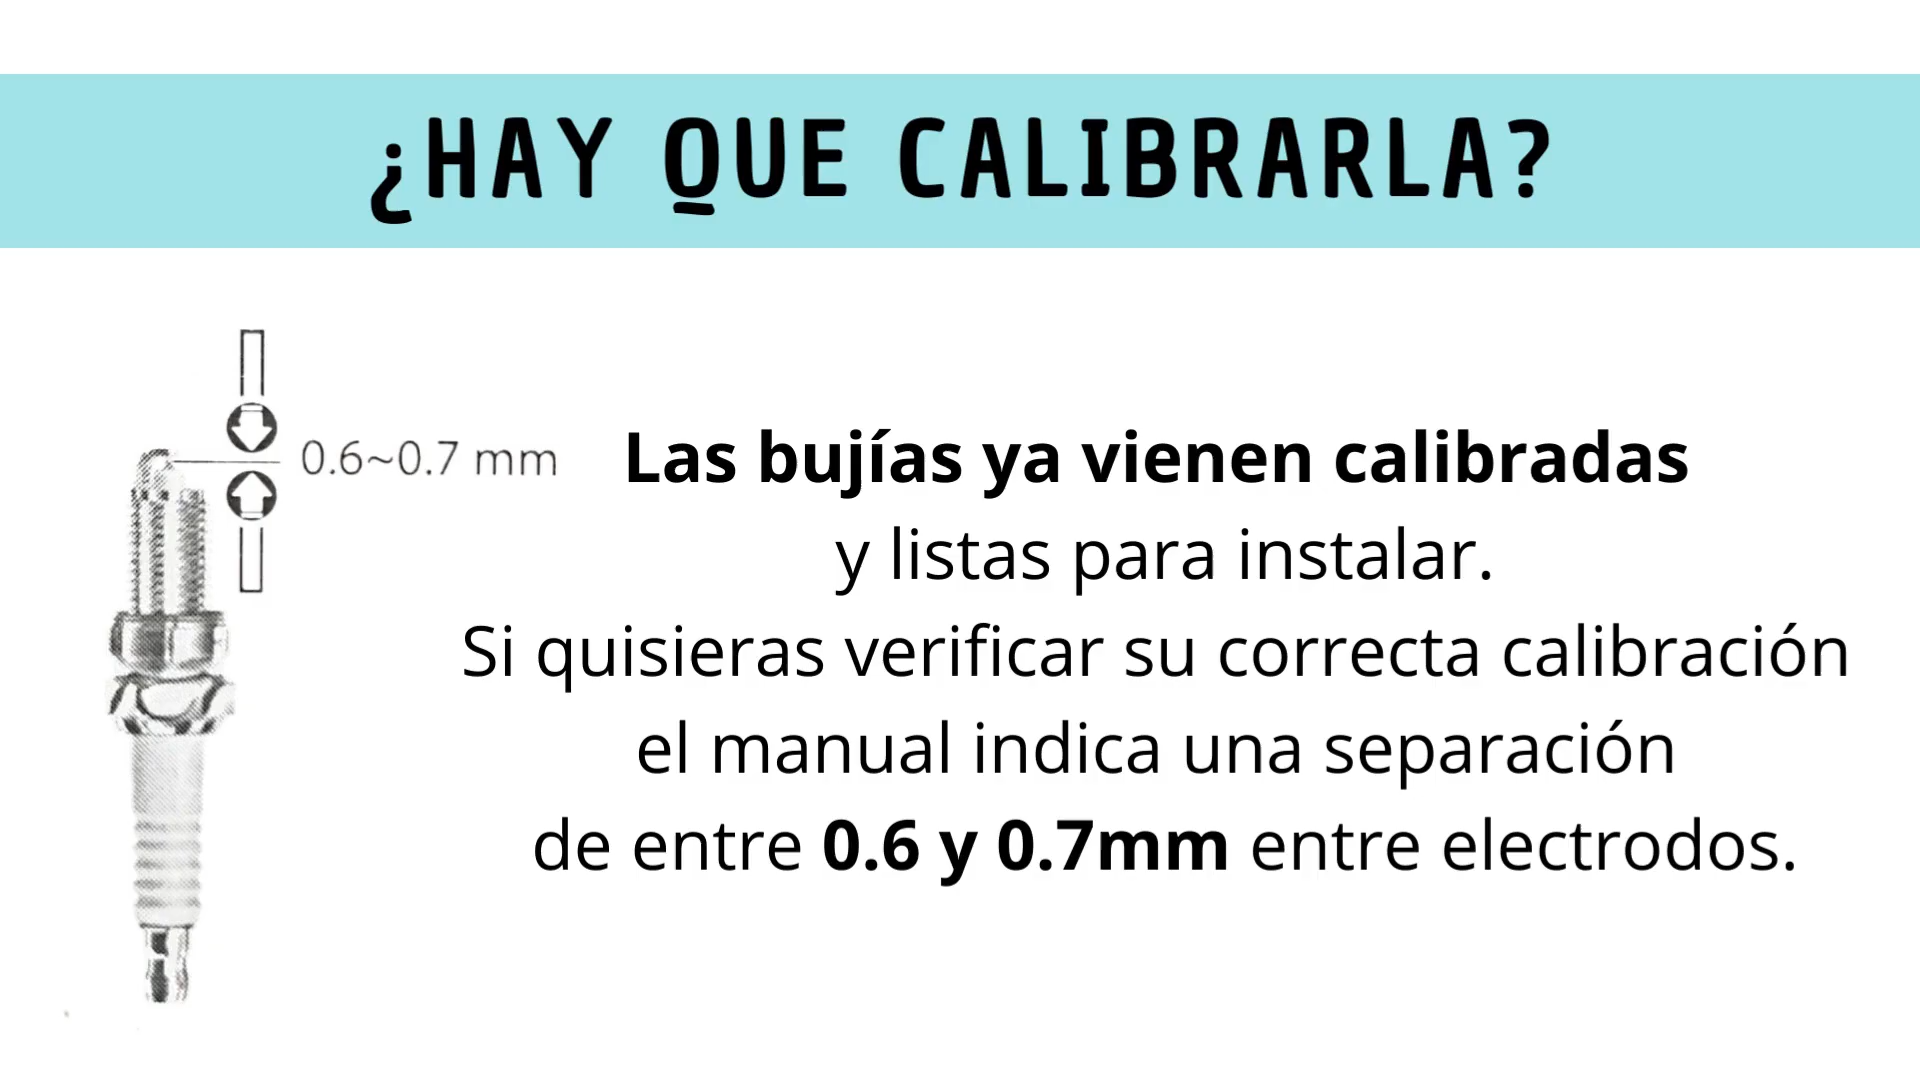 ¿HAY QUE CALIBRARLA?
0.6~0.7 mm
Las bujías ya vienen calibradas
y listas para instalar.
Si quisieras verificar su correcta calibración
el manual indica una separación
de entre 0.6 y 0.7mm entre electrodos.